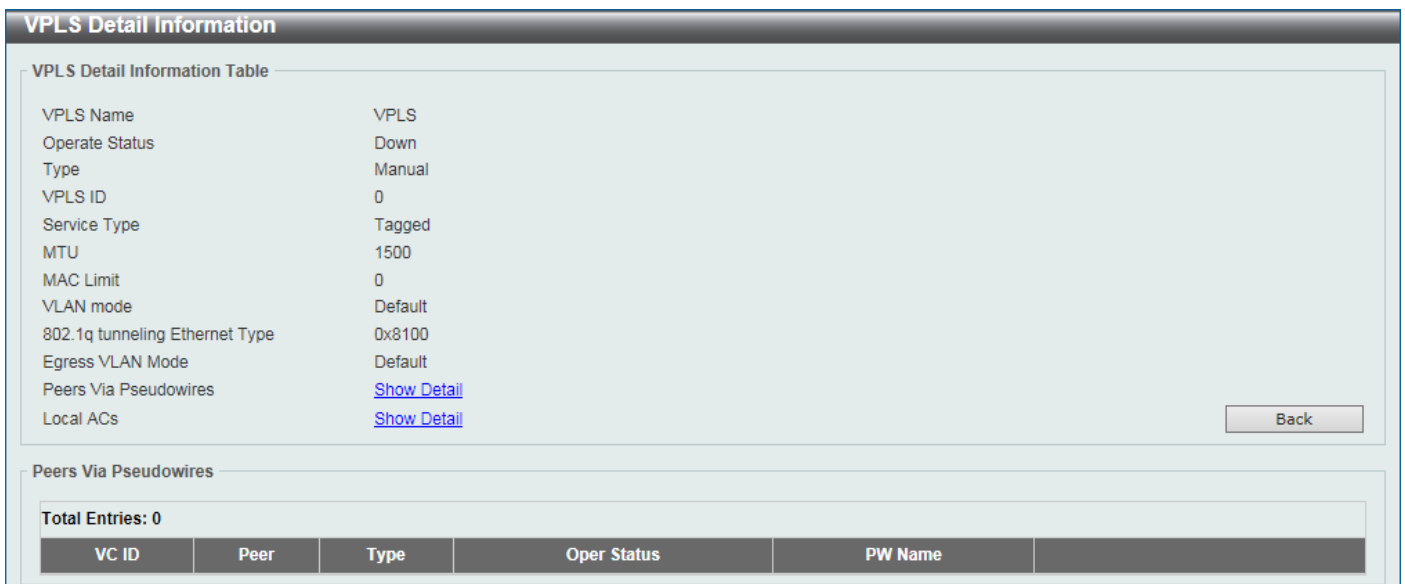 VPLS Detail Information
VPLS Detail Information Table
VPLS Name VPLS
Operate Status Down
Type Manual
VPLS ID 0
Service Type Tagged
MTU 1500
MAC Limit 0
VLAN mode Default
802.1q tunneling Ethernet Type 0x8100
Egress VLAN Mode Default
Peers Via Pseudowires Show Detail
Local ACs Show Detail Back
Peers Via Pseudowires
Total Entries: 0
VC ID Peer Type Oper Status PW Name